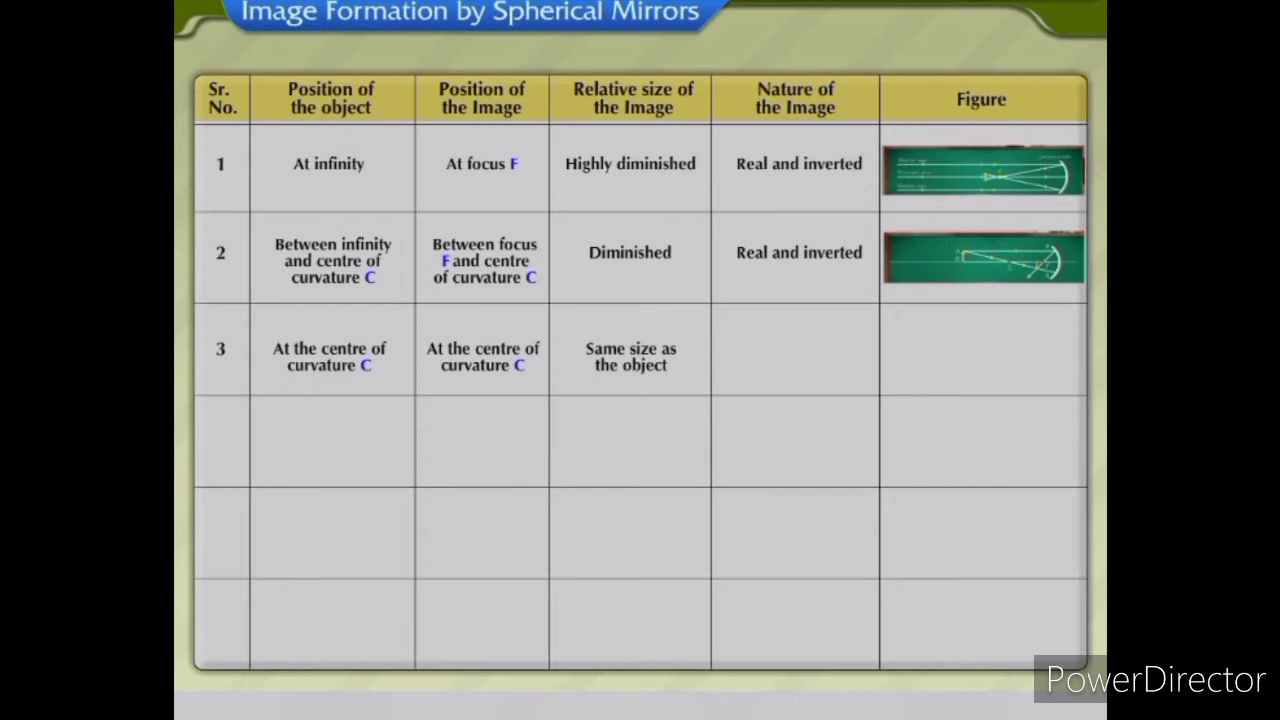 Image Formation by Spherical Mirrors
Sr. No.
Position of the object
Position of the Image
Relative size of the Image
Nature of the Image
Figure
1
At infinity
At focus F
Highly diminished
Real and inverted
2
Between infinity
and centre of
curvature C
Between focus
F and centre
of curvature C
Diminished
Real and inverted
3
At the centre of
curvature C
At the centre of
curvature C
Same size as
the object
PowerDirector